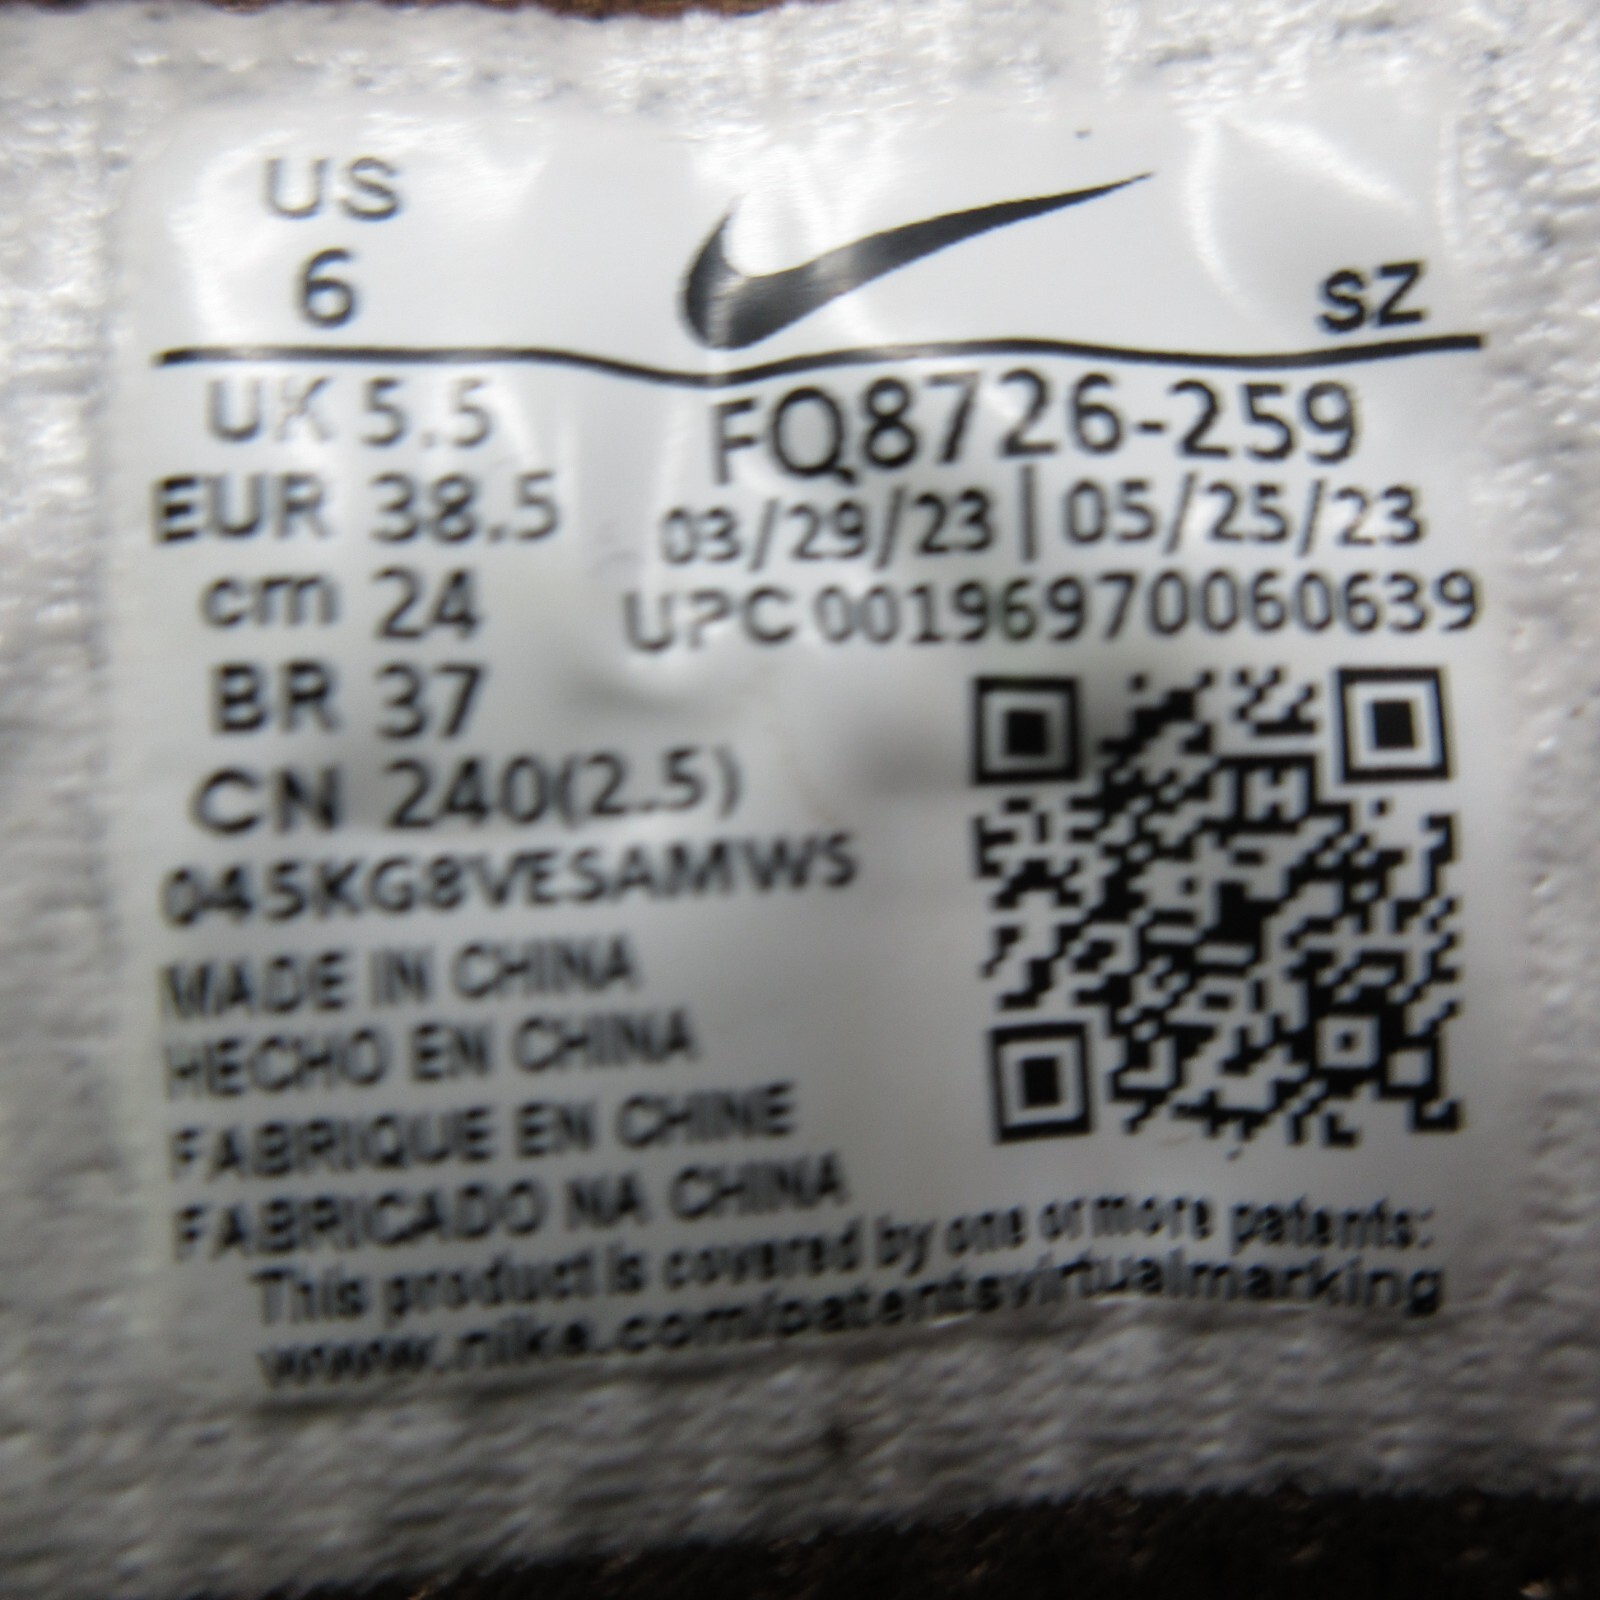 US
6
SZ
UK 5.5
EUR 38.5
cm 24
BR 37
CN 240(2.5)
FQ8726-259
03/29/23 | 05/25/23
UPC 00196970060639
045KG8VESAMWS
MADE IN CHINA
HECHO EN CHINA
FABRIQUE EN CHINE
FABRICADO NA CHINA
This product is covered by one or more patents:
www.nike.com/patentsvirtualmarking